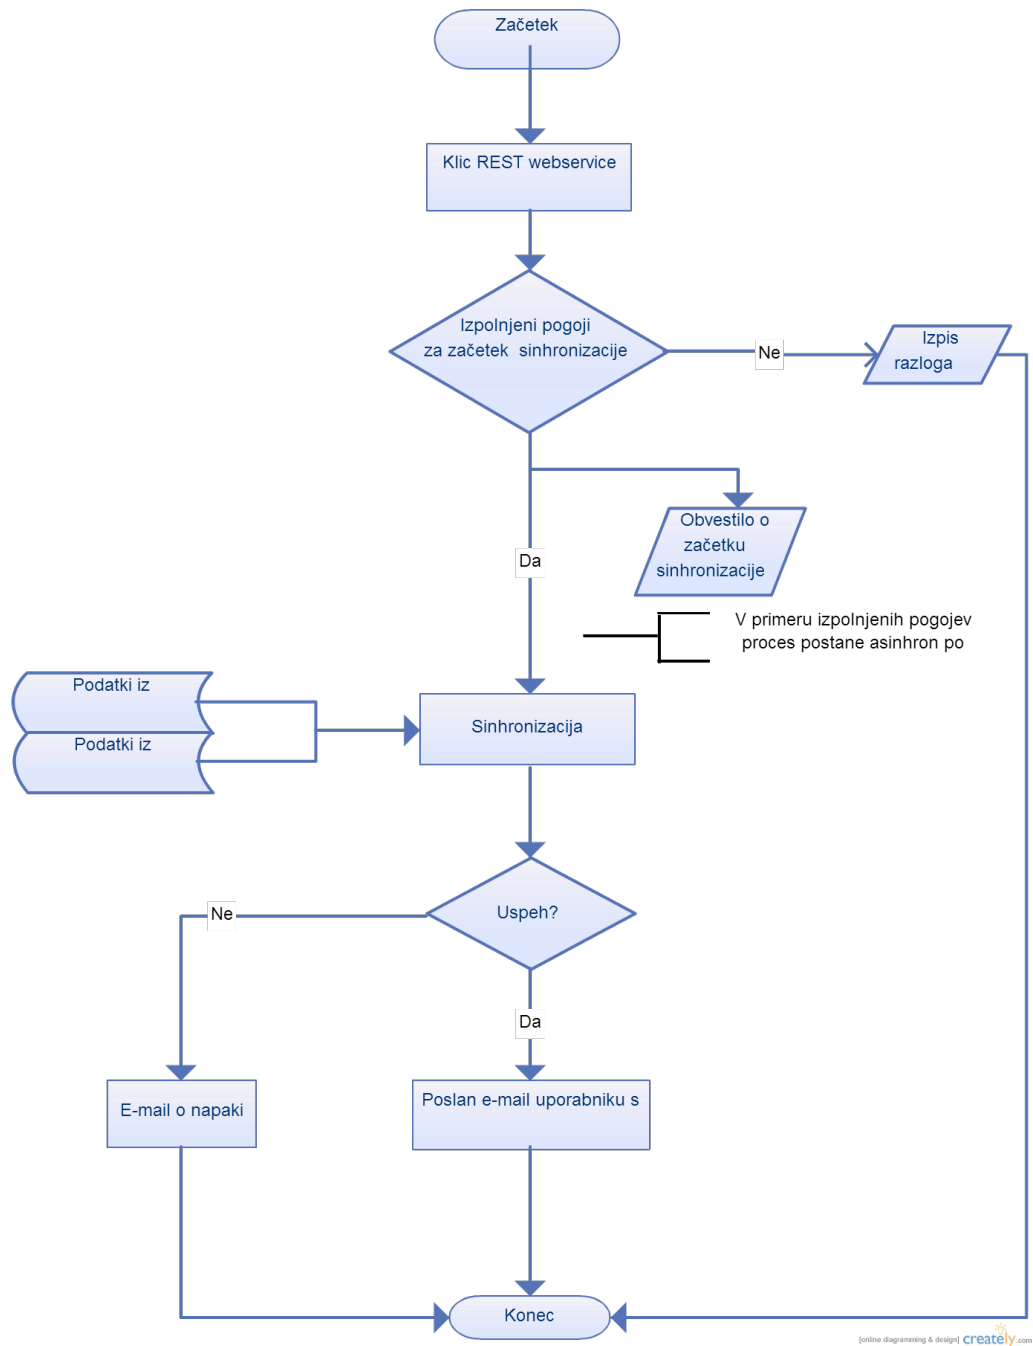 Začetek
Klic REST webservice
Izpolnjeni pogoji
za začetek sinhronizacije
Ne
Izpis
razloga
Obvestilo o
začetku
sinhronizacije
Da
V primeru izpolnjenih pogojev
proces postane asinhron po
Podatki iz
Podatki iz
Sinhronizacija
Uspeh?
Ne
Da
E-mail o napaki
Poslan e-mail uporabniku s
Konec
[online diagramming & design] creately.com